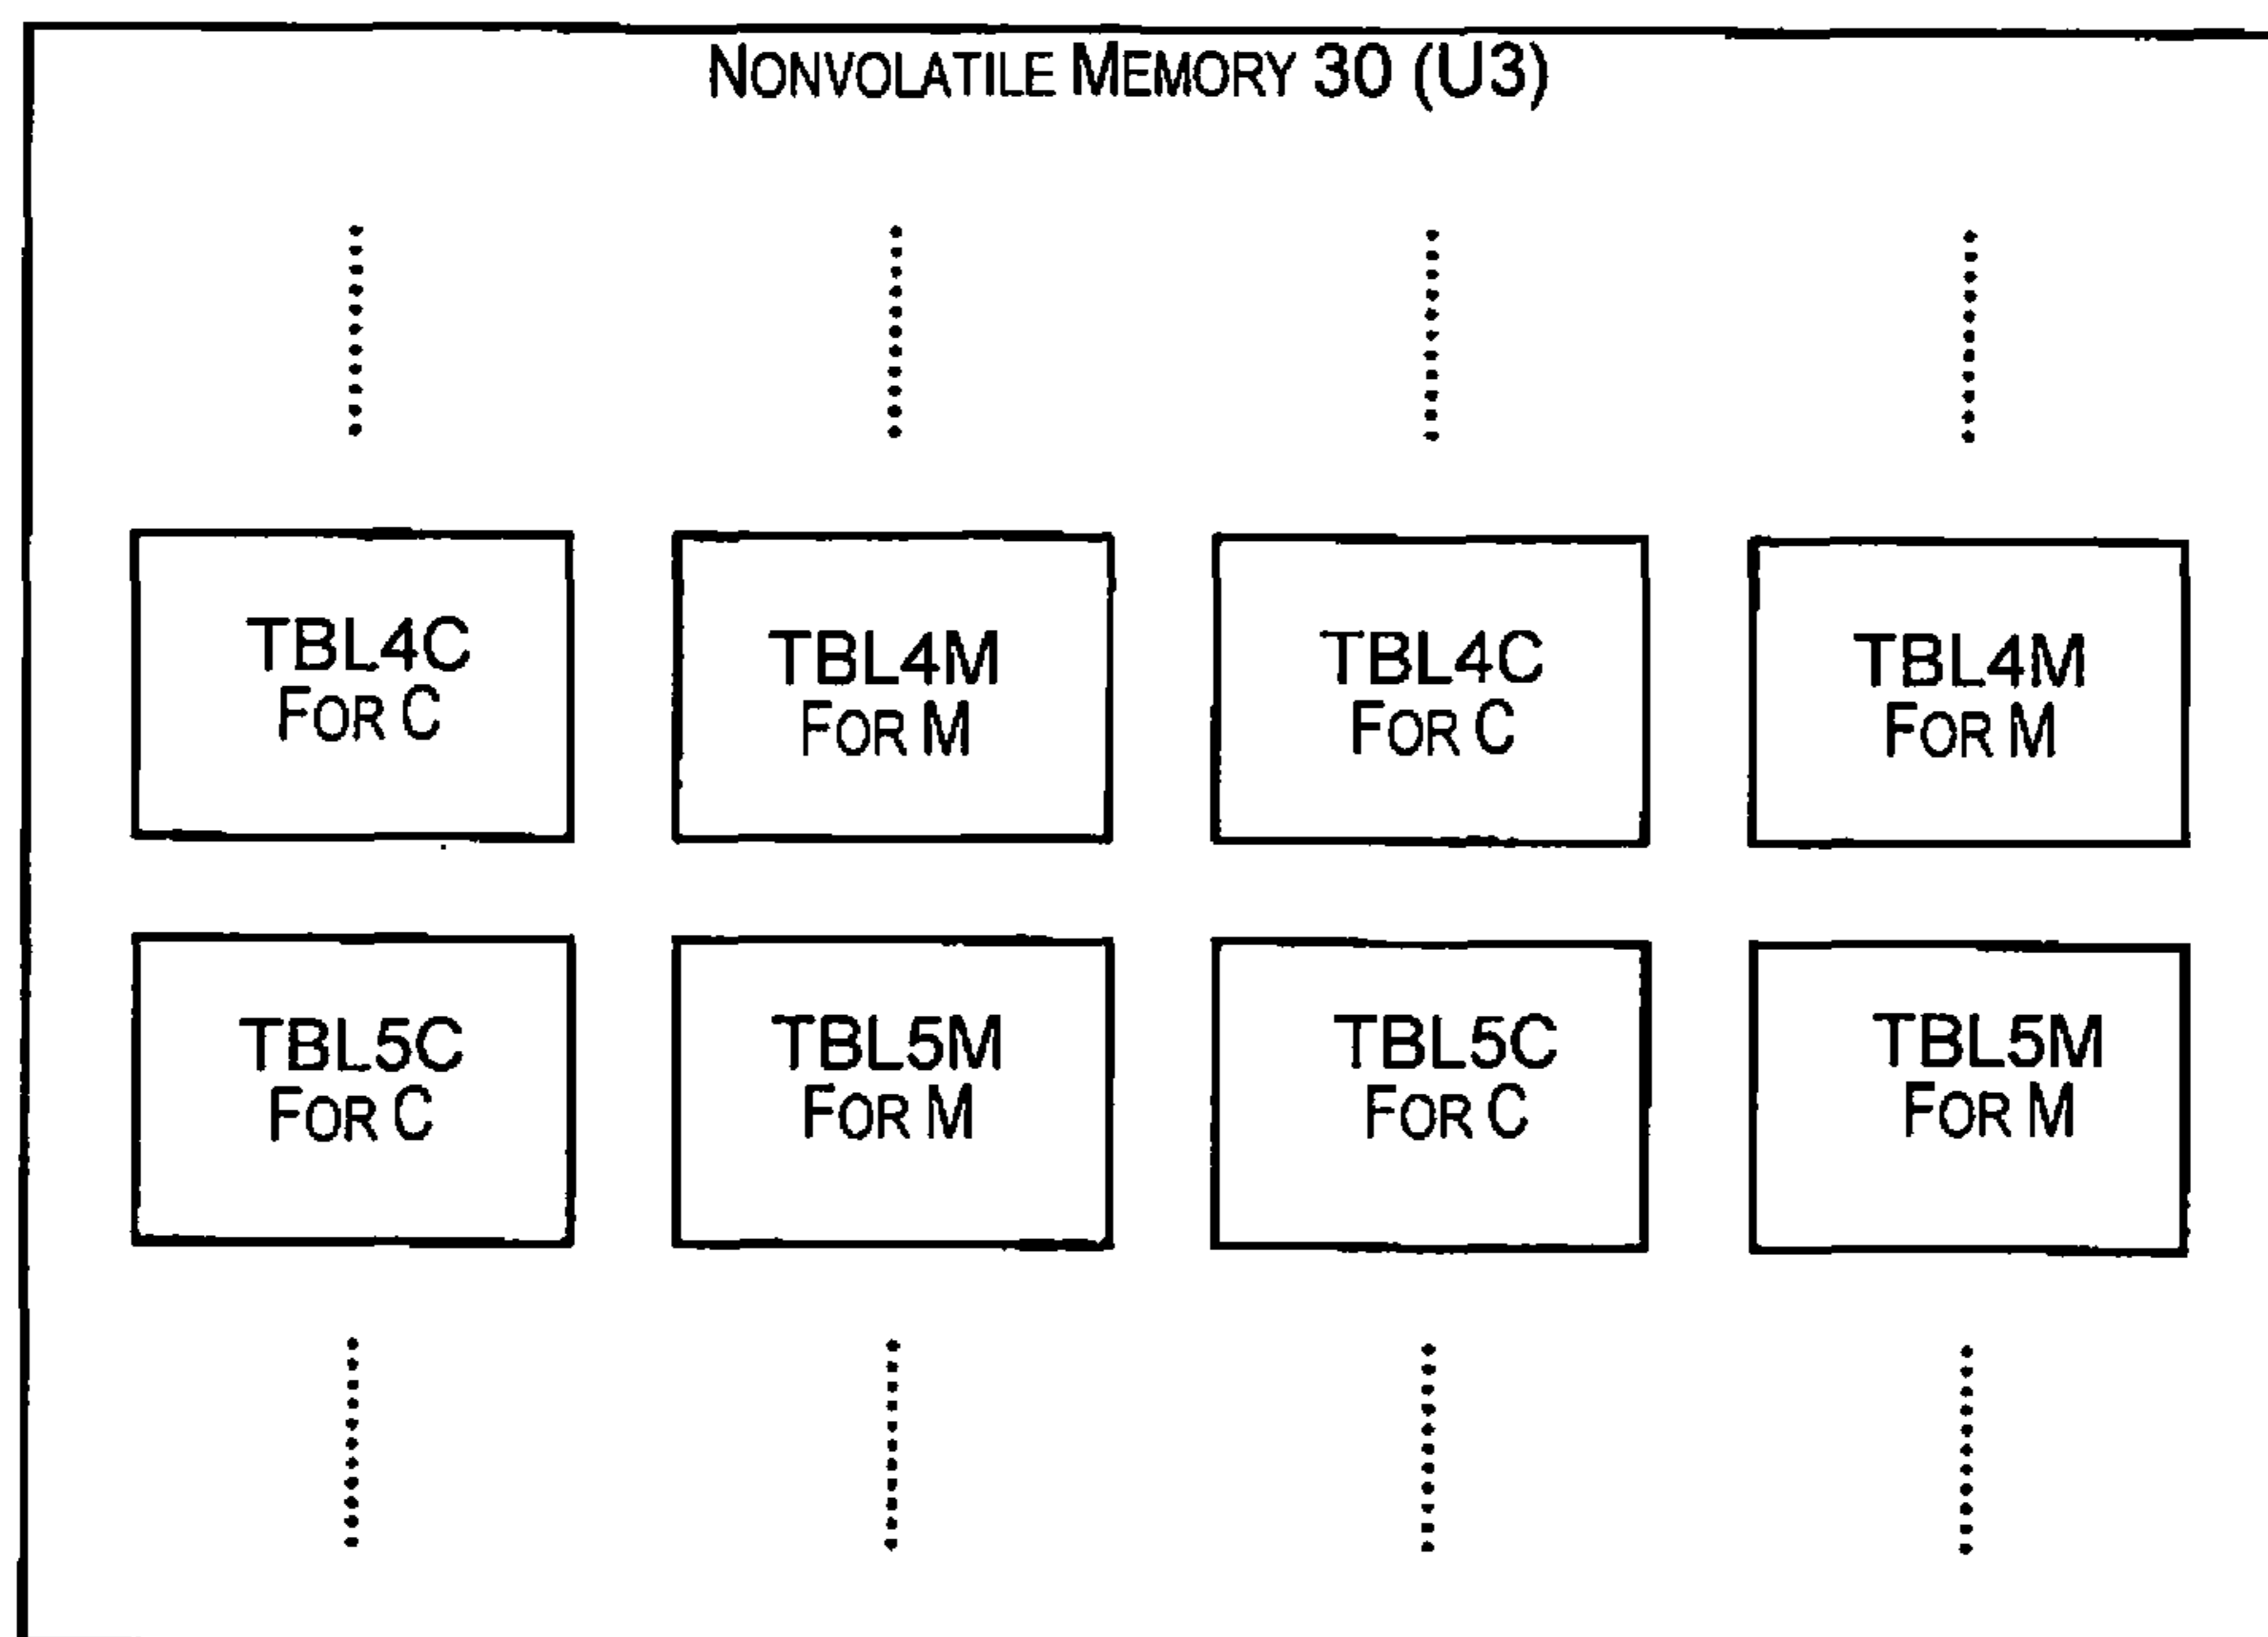 NONVOLATILE MEMORY 30 (U3)
TBL4C
FOR C
TBL4M
FOR M
TBL4C
FOR C
TBL4M
FOR M
TBL5C
FOR C
TBL5M
FOR M
TBL5C
FOR C
TBL5M
FOR M